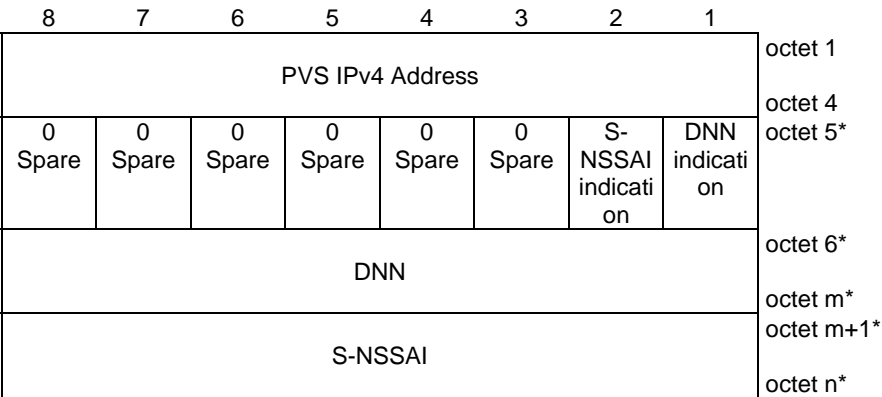 8 7 6 5 4 3 2 1
PVS IPv4 Address
octet 1
octet 4
0 0 0 0 0 0 S- DNN octet 5*
Spare Spare Spare Spare Spare Spare NSSAI indicati
indicati on
on
DNN
octet 6*
octet m*
S-NSSAI
octet m+1*
octet n*